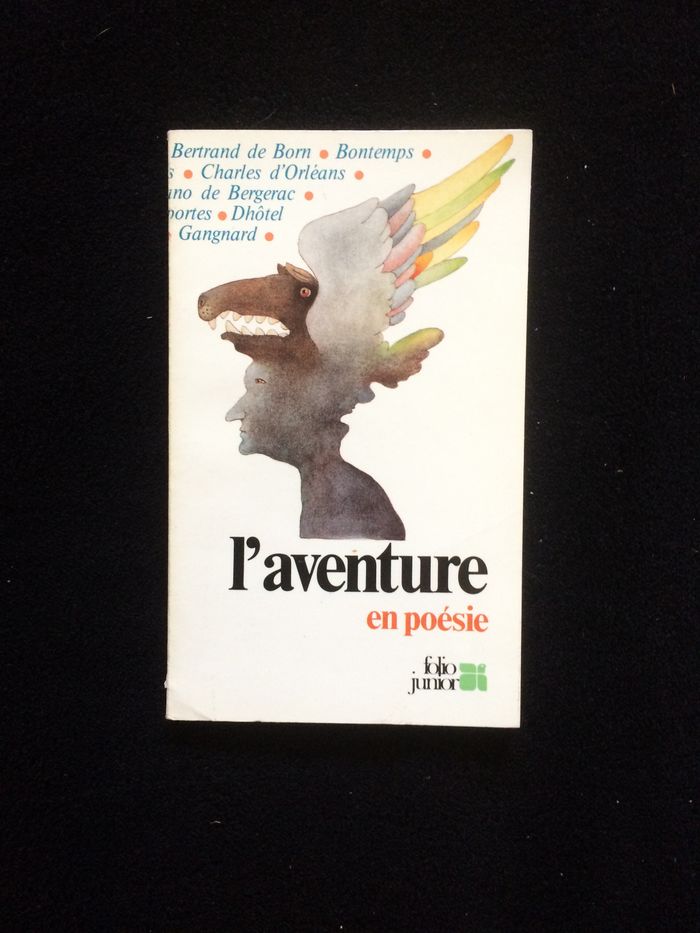 Bertrand de Born • Bontemps •
s • Charles d'Orléans •
ano de Bergerac •
portes • Dhôtel
• Gangnard •
l'aventure
en poésie
folio
junior